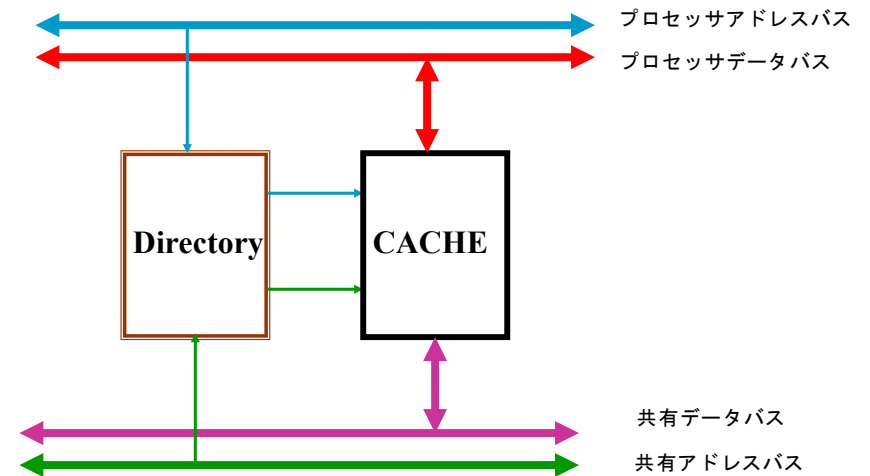 プロセッサアドレスバス
プロセッサデータバス
Directory
CACHE
共有データバス
共有アドレスバス